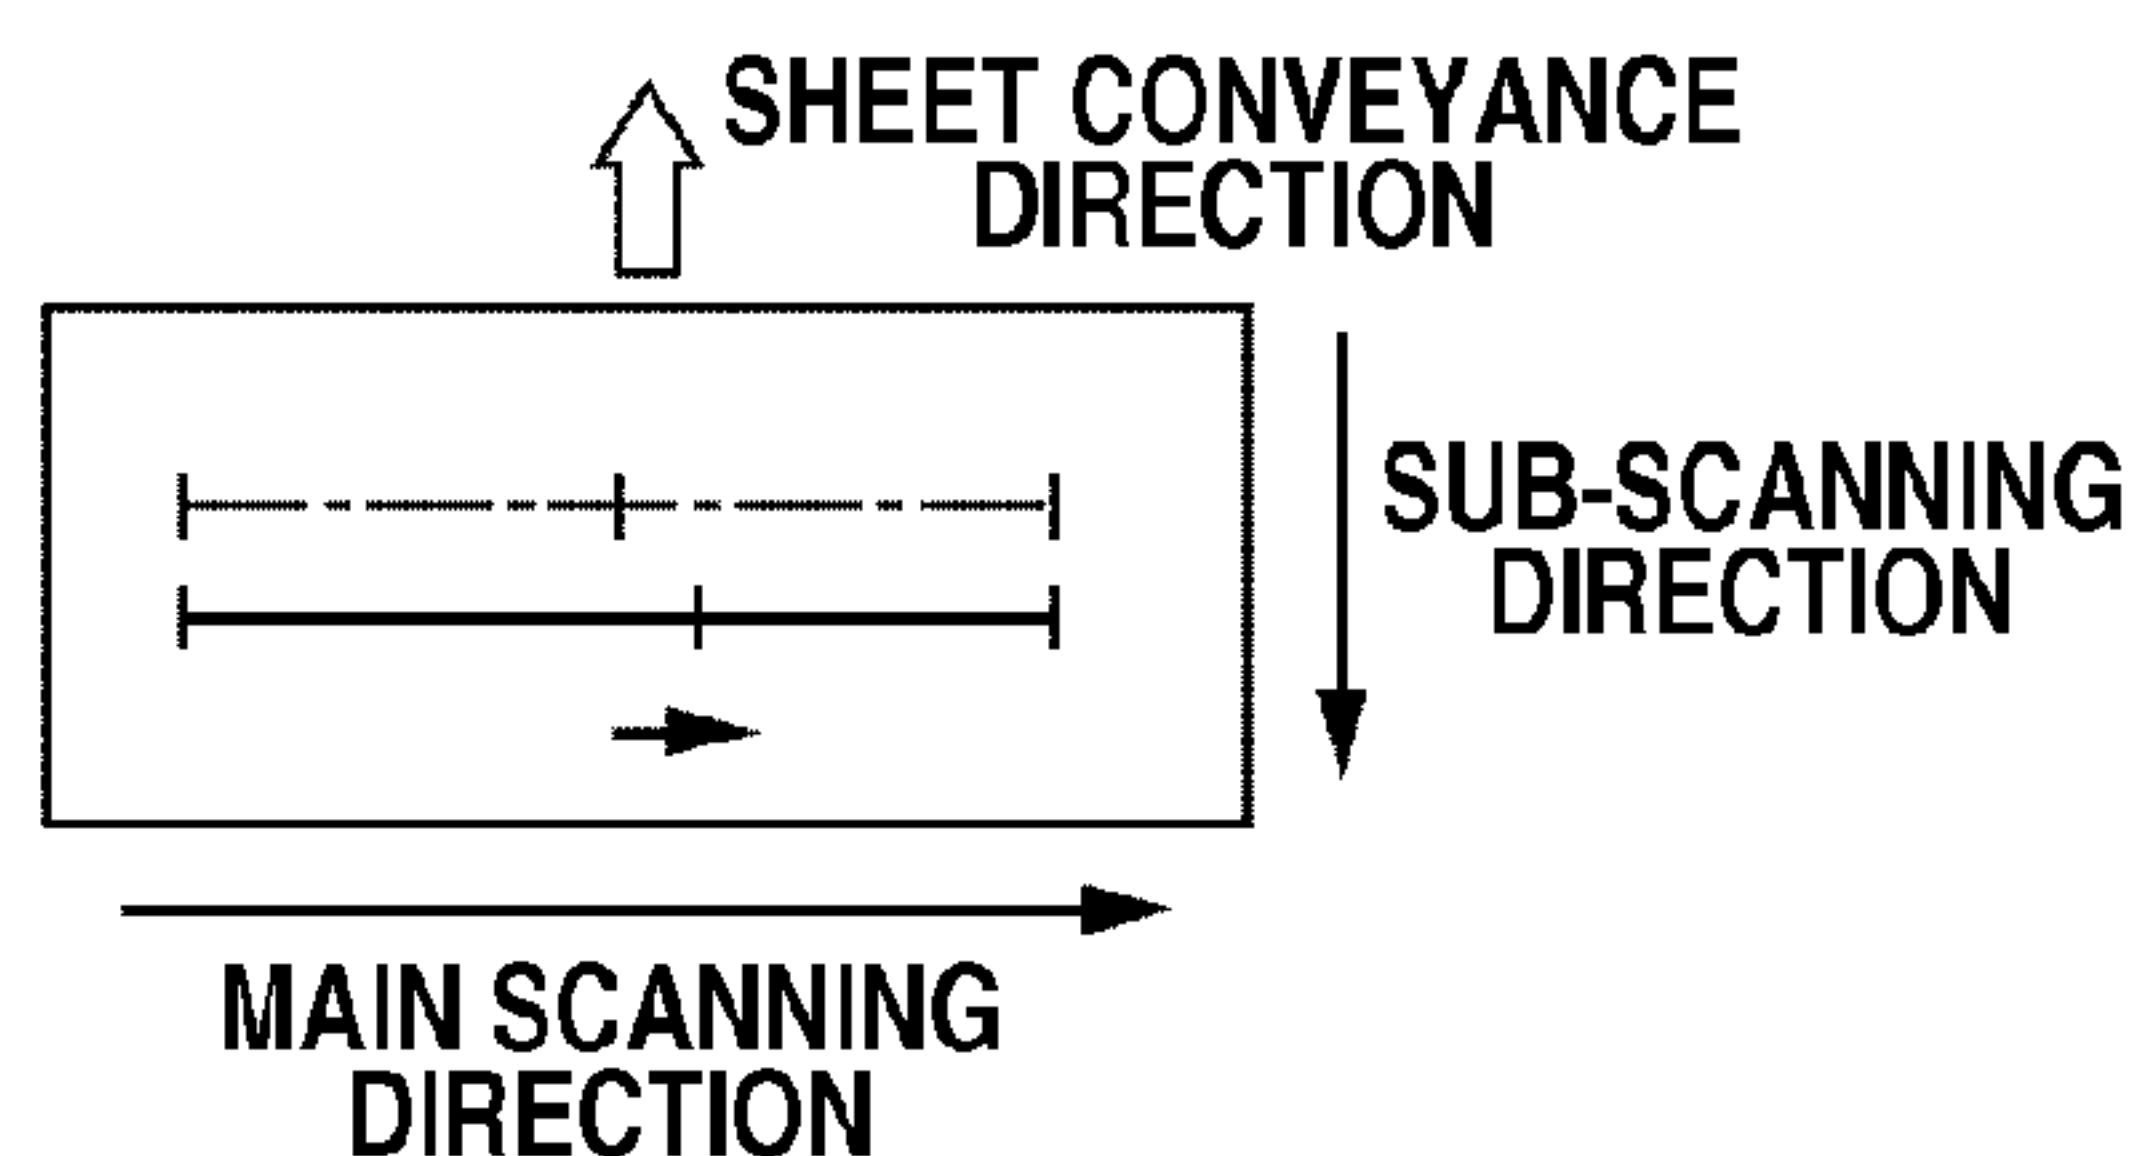 SHEET CONVEYANCE
DIRECTION
SUB-SCANNING
DIRECTION
MAIN SCANNING
DIRECTION